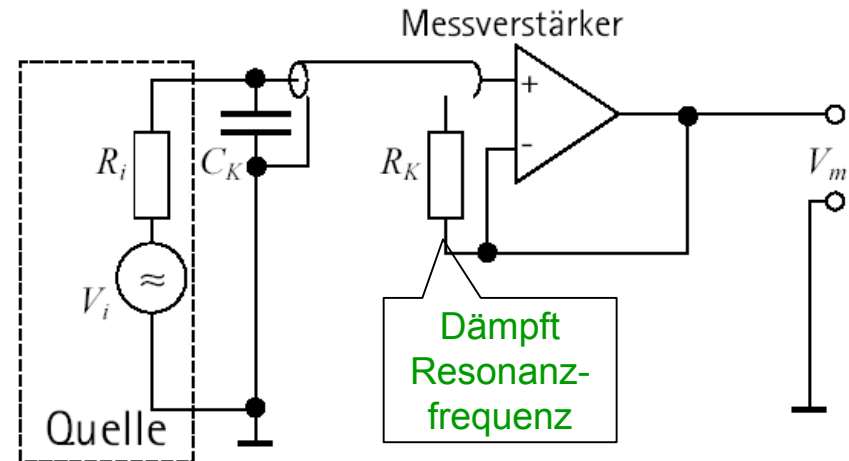 Messverstärker
+
R_i
C_K
R_K
-
V_m
V_i
≈
Dämpft
Resonanz-
frequenz
Quelle